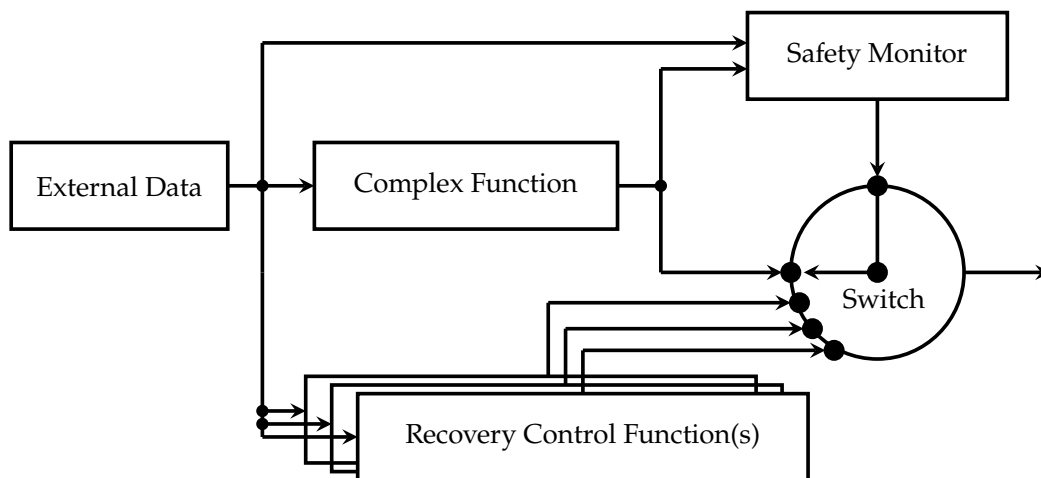 Safety Monitor
External Data
Complex Function
Switch
Recovery Control Function(s)